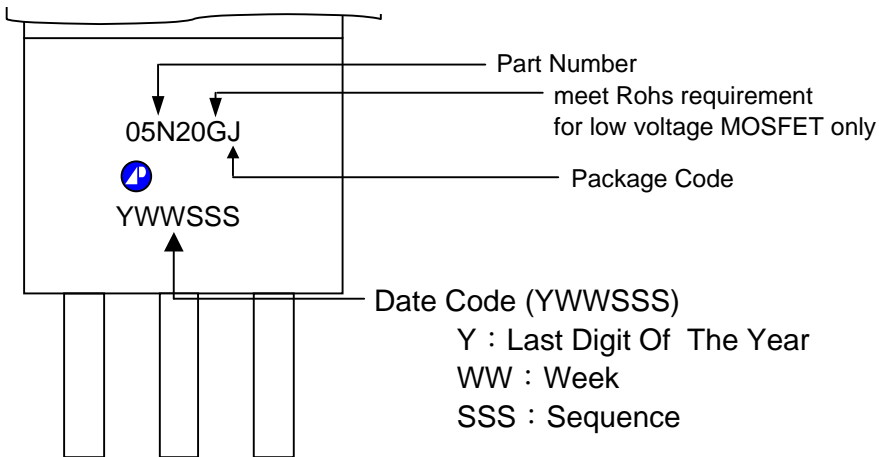 Part Number
meet Rohs requirement
for low voltage MOSFET only
05N20GJ
Package Code
AP
YWWSSS
Date Code (YWWSSS)
Y：Last Digit Of The Year
WW：Week
SSS：Sequence